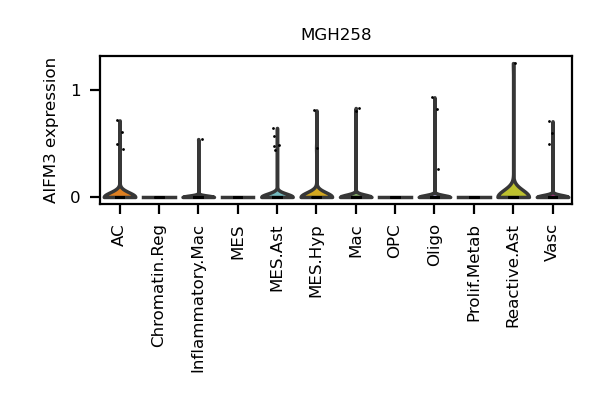 MGH258
AIFM3 expression
1
0
AC
Chromatin.Reg
Inflammatory.Mac
MES
MES.Ast
MES.Hyp
Mac
OPC
Oligo
Prolif.Metab
Reactive.Ast
Vasc